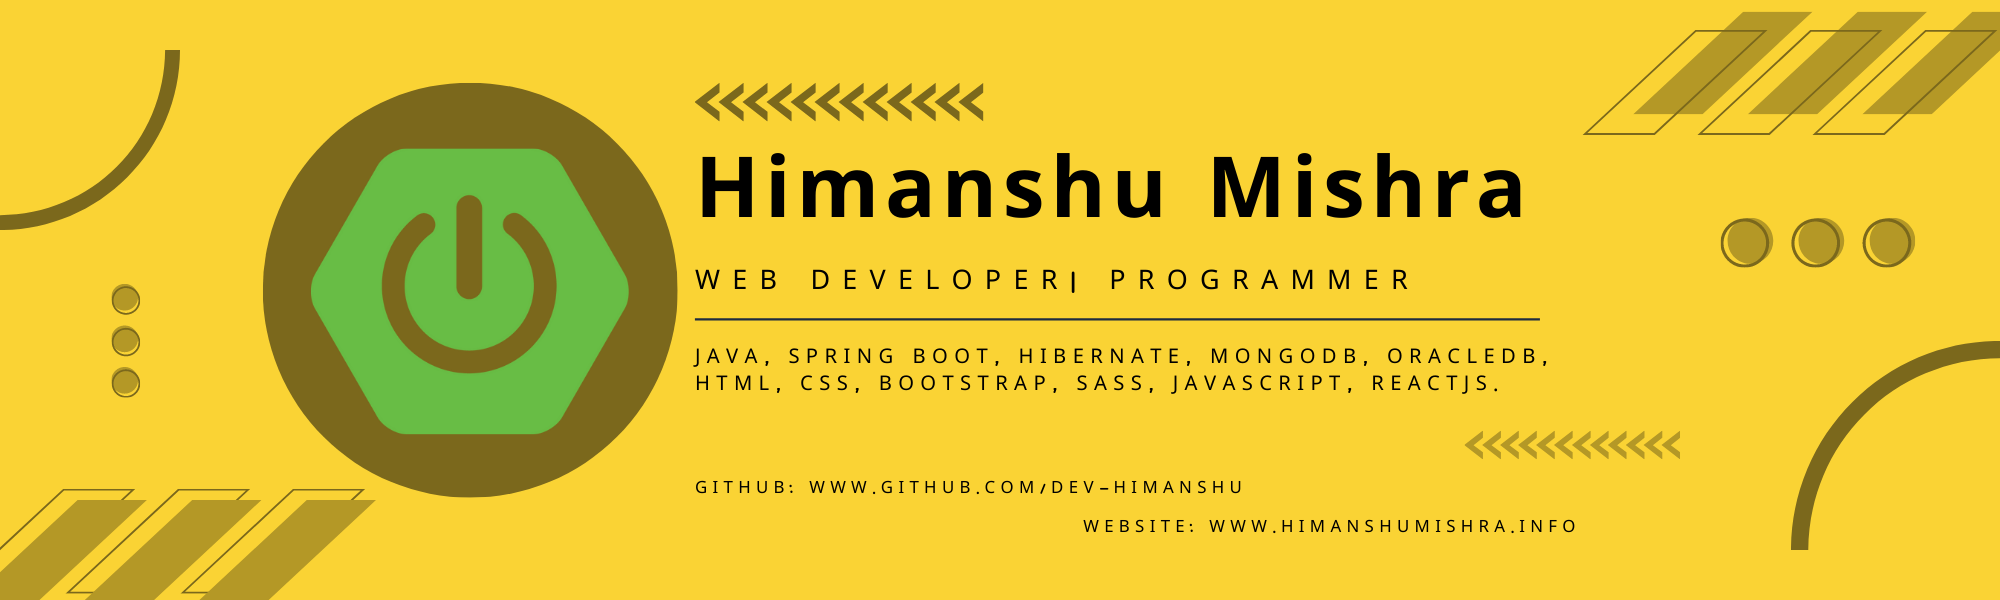 Himanshu Mishra
WEB DEVELOPER| PROGRAMMER
JAVA, SPRING BOOT, HIBERNATE, MONGODB, ORACLEDB,
HTML, CSS, BOOTSTRAP, SASS, JAVASCRIPT, REACTJS.
GITHUB: WWW.GITHUB.COM/DEV-HIMANSHU
WEBSITE: WWW.HIMANSHUMISHRA.INFO